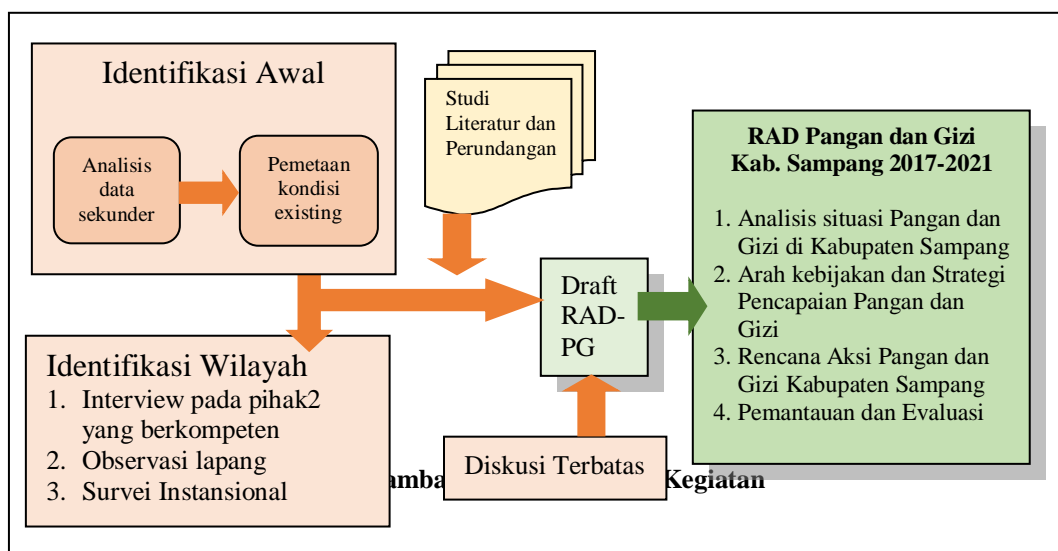 Identifikasi Awal
Analisis
data
sekunder
Pemetaan
kondisi
existing
Studi
Literatur dan
Perundangan
Identifikasi Wilayah
1. Interview pada pihak2
yang berkompeten
2. Observasi lapang
3. Survei Instansional
Draft
RAD-
PG
Diskusi Terbatas
RAD Pangan dan Gizi
Kab. Sampang 2017-2021
1. Analisis situasi Pangan dan
Gizi di Kabupaten Sampang
2. Arah kebijakan dan Strategi
Pencapaian Pangan dan
Gizi
3. Rencana Aksi Pangan dan
Gizi Kabupaten Sampang
4. Pemantauan dan Evaluasi
Kegiatan